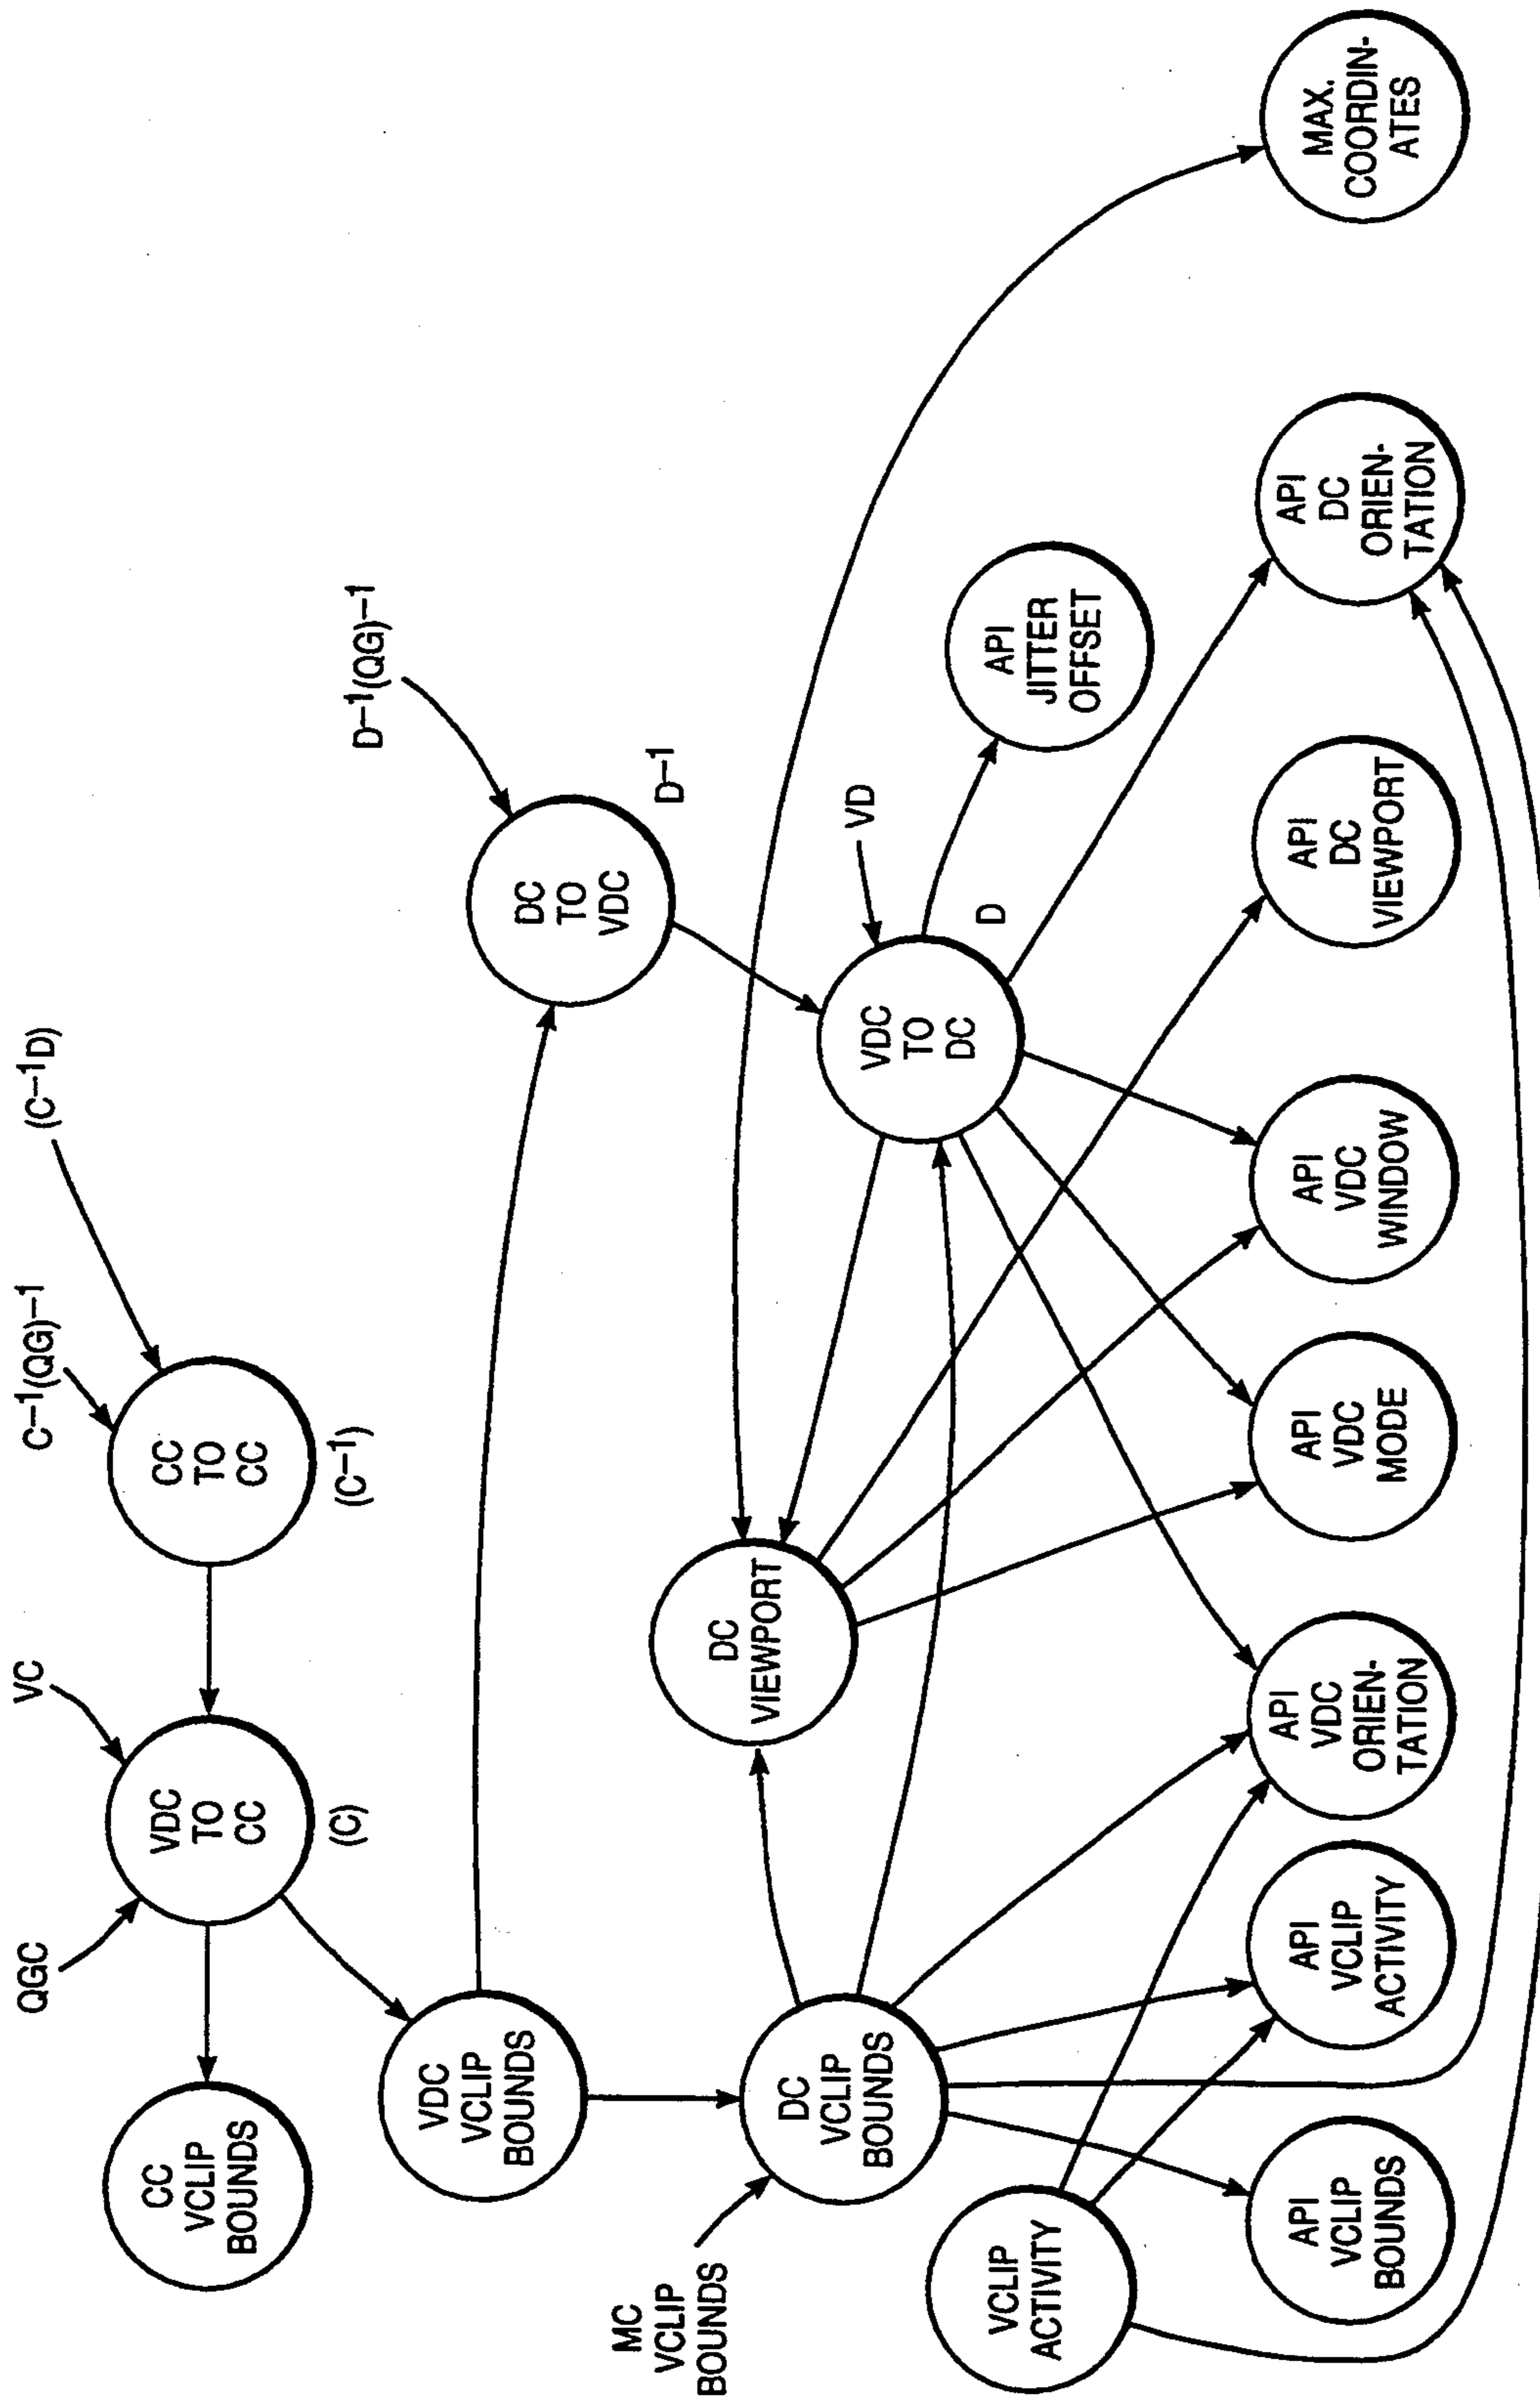 QGC
VC
C-1(QG)-1
(C-1D)
CC
VCLIP
BOUNDS
VDC
TO
CC
(C)
CC
TO
CC
(C-1)
D-1(QG)-1
VDC
VCLIP
BOUNDS
DC
TO
VDC
D-1
MC
VCLIP
BOUNDS
DC
VCLIP
BOUNDS
DC
VIEWPORT
VD
VDC
TO
DC
D
VCLIP
ACTIVITY
API
JITTER
OFFSET
API
VCLIP
BOUNDS
API
VCLIP
ACTIVITY
API
VDC
ORIEN-
TATION
API
VDC
MODE
API
VDC
WINDOW
API
DC
VIEWPORT
API
DC
ORIEN-
TATION
MAX.
COORDIN-
ATES